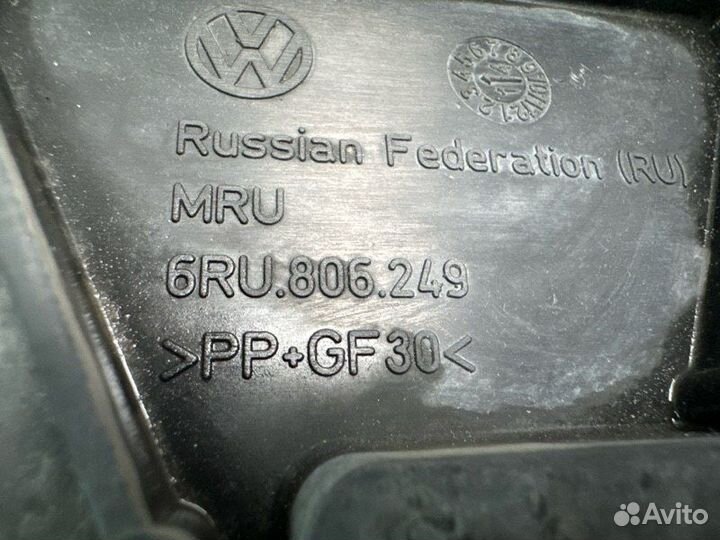 Russian Federation (RU)
MRU
6RU.806.249
>PP+GF30<
Avito